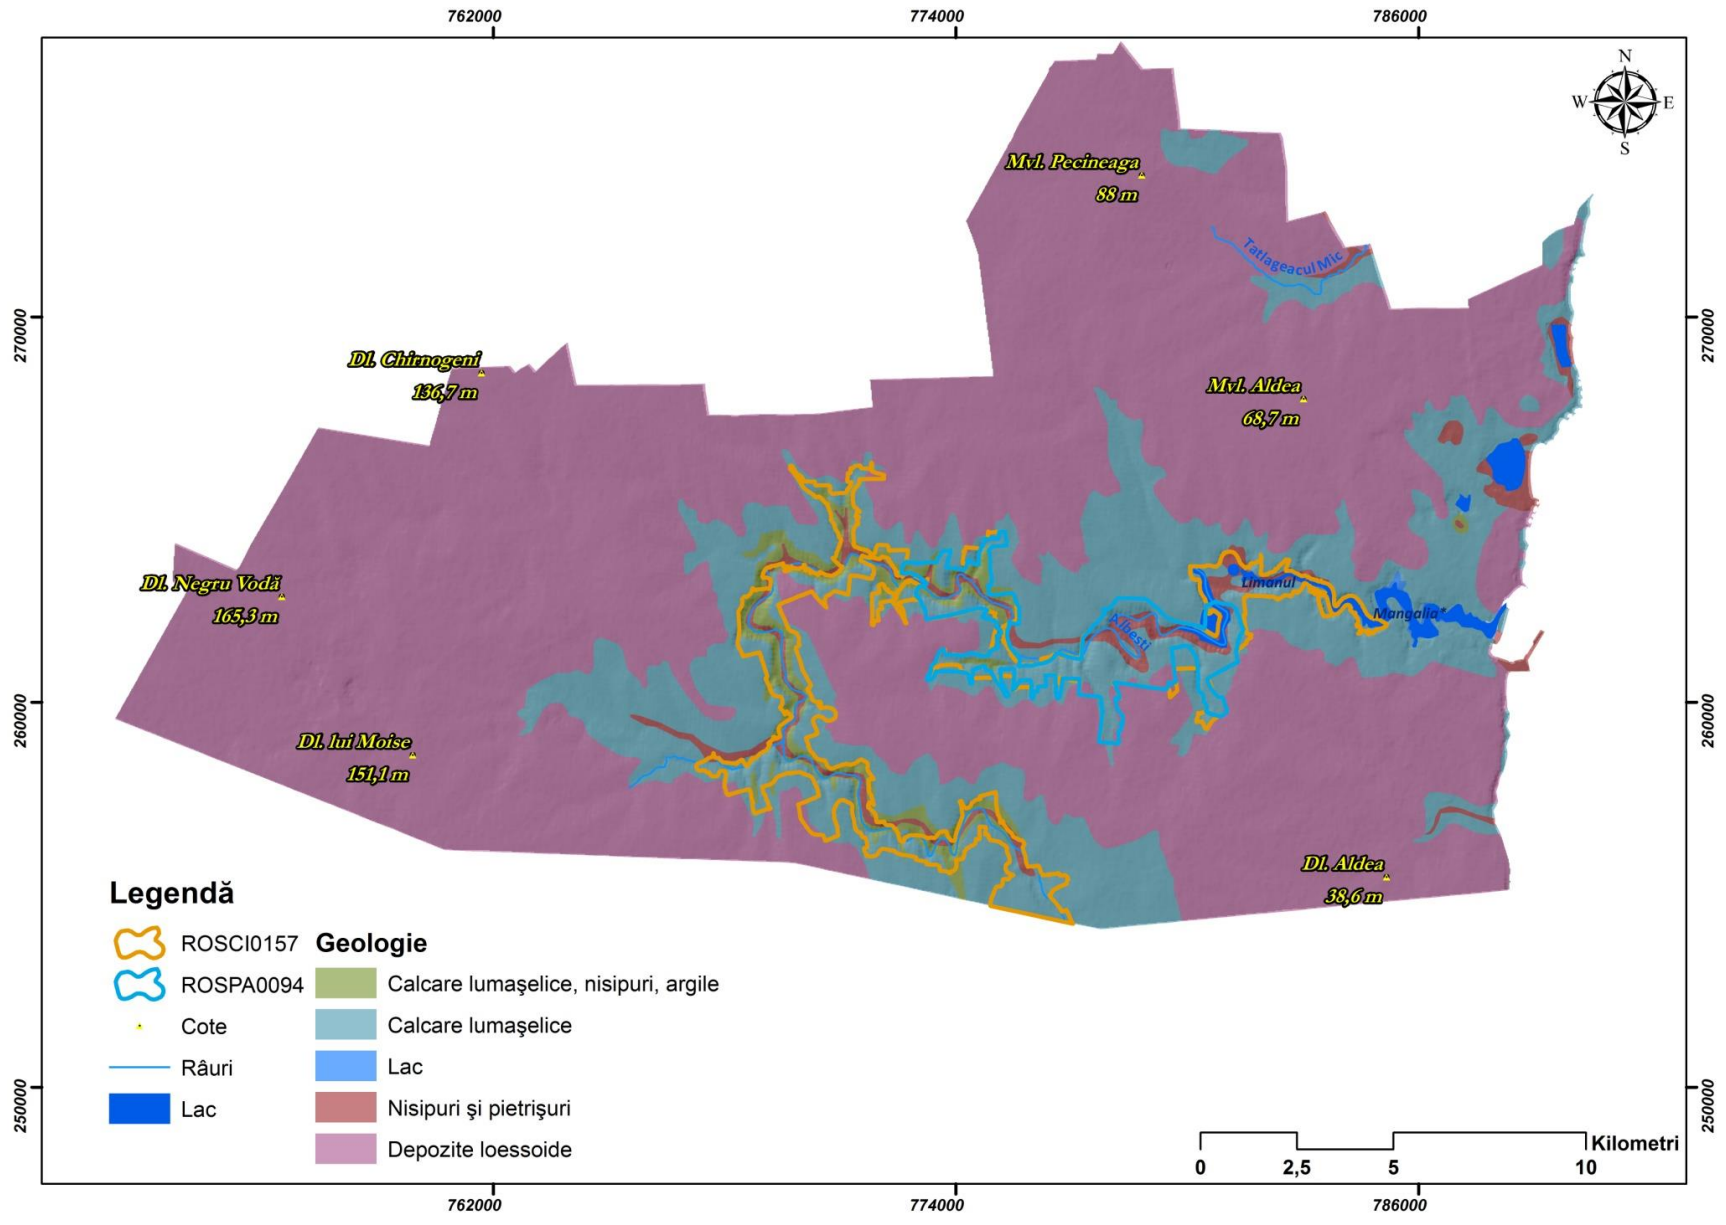 762000
774000
786000
N
W E
S
Mvl. Pecineaga
88 m
Tatlageacul Mic
270000
270000
Dl. Chirnogeni
136,7 m
Mvl. Aldea
68,7 m
Dl. Negru Vodă
165,3 m
Limanul
Mangalia*
Albesti
260000
260000
Dl. lui Moise
151,1 m
Dl. Aldea
38,6 m
Legendă
ROSCI0157
ROSPA0094
Cote
Râuri
Lac
Geologie
Calcare lumaşelice, nisipuri, argile
Calcare lumaşelice
Lac
Nisipuri şi pietrişuri
Depozite loessoide
250000
250000
Kilometri
0 2,5 5 10
762000
774000
786000